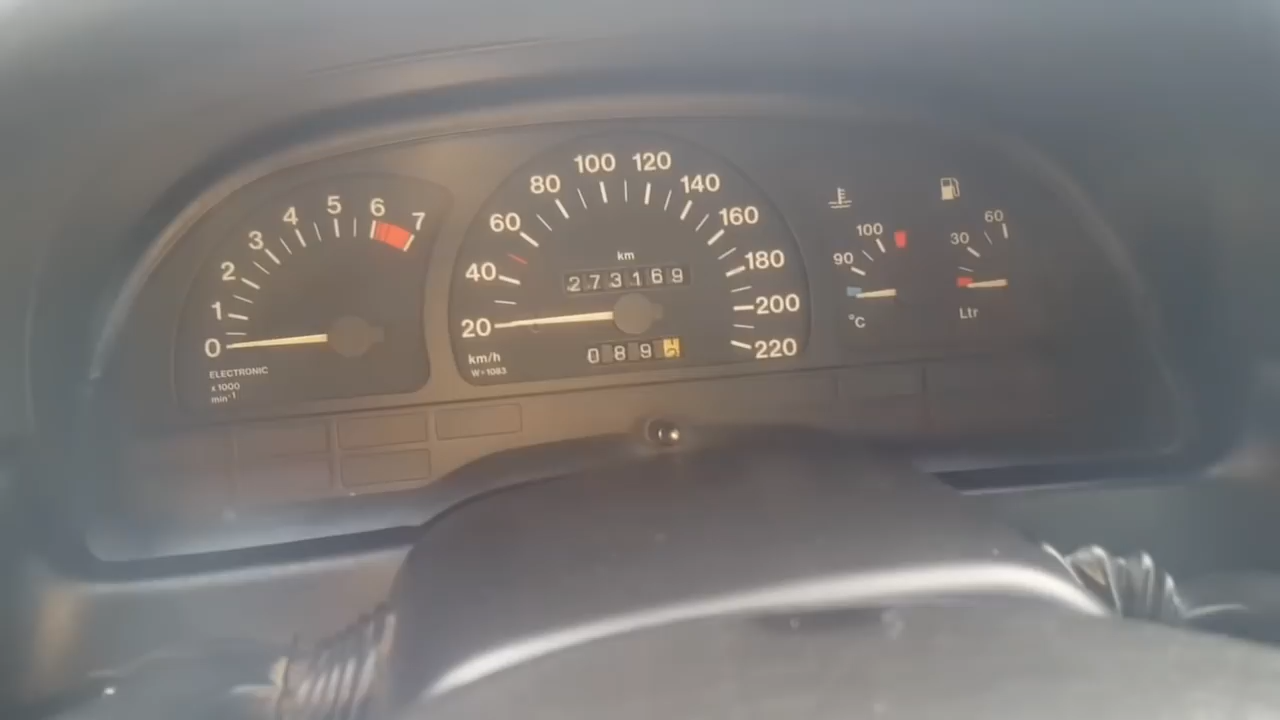 0 1 2 3 4 5 6 7
ELECTRONIC
x 1000
min⁻¹
20 40 60 80 100 120 140 160 180 200 220
km
273169
089
km/h
W=1083
90 100
°C
30 60
Ltr